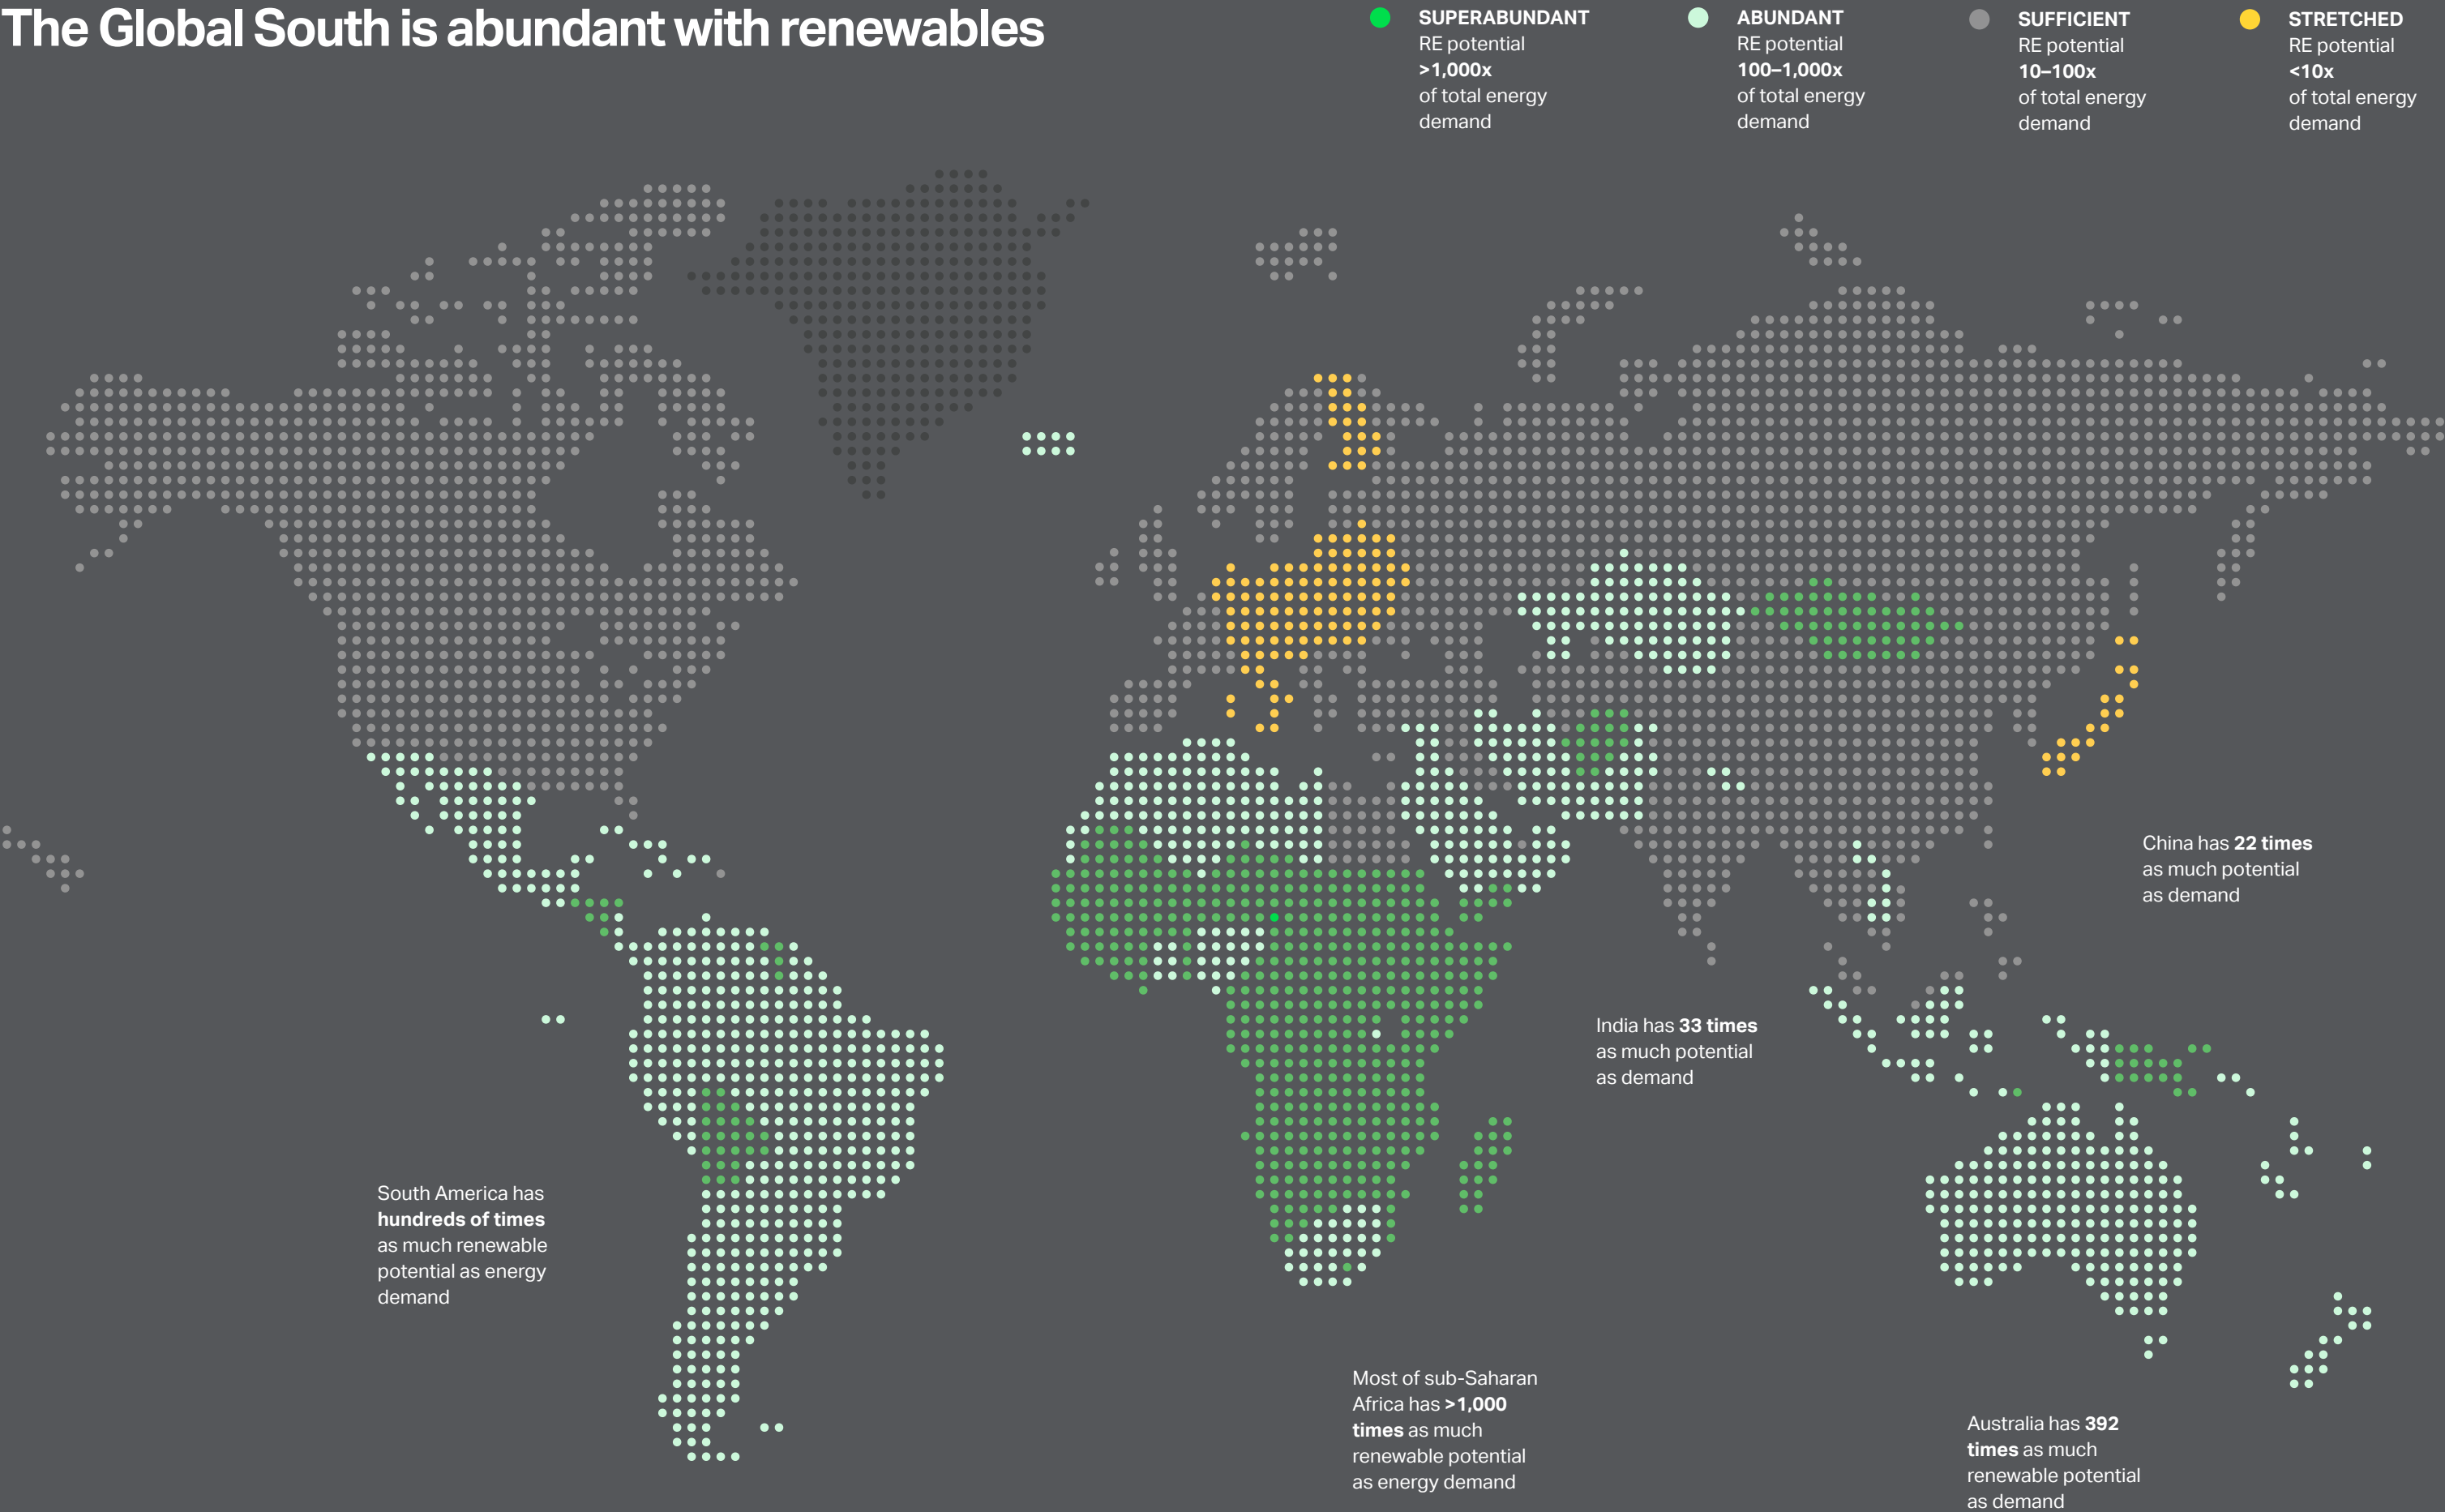 The Global South is abundant with renewables
SUPERABUNDANT
RE potential
>1,000x
of total energy
demand
ABUNDANT
RE potential
100–1,000x
of total energy
demand
SUFFICIENT
RE potential
10–100x
of total energy
demand
STRETCHED
RE potential
<10x
of total energy
demand
China has 22 times
as much potential
as demand
India has 33 times
as much potential
as demand
South America has
hundreds of times
as much renewable
potential as energy
demand
Most of sub-Saharan
Africa has >1,000
times as much
renewable potential
as energy demand
Australia has 392
times as much
renewable potential
as demand